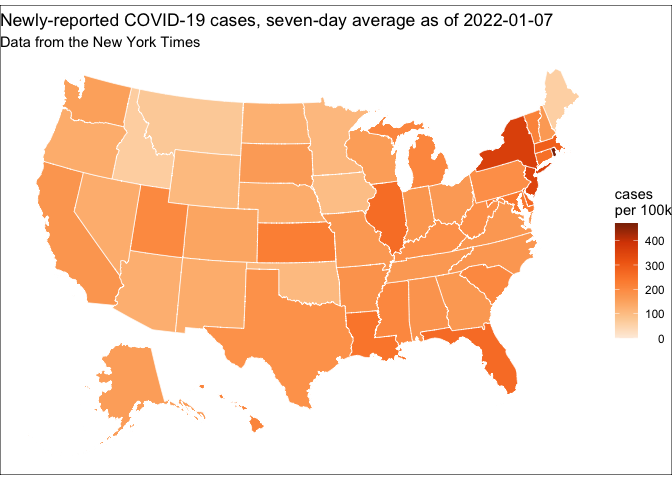 Newly-reported COVID-19 cases, seven-day average as of 2022-01-07
Data from the New York Times
cases
per 100k
400
300
200
100
0